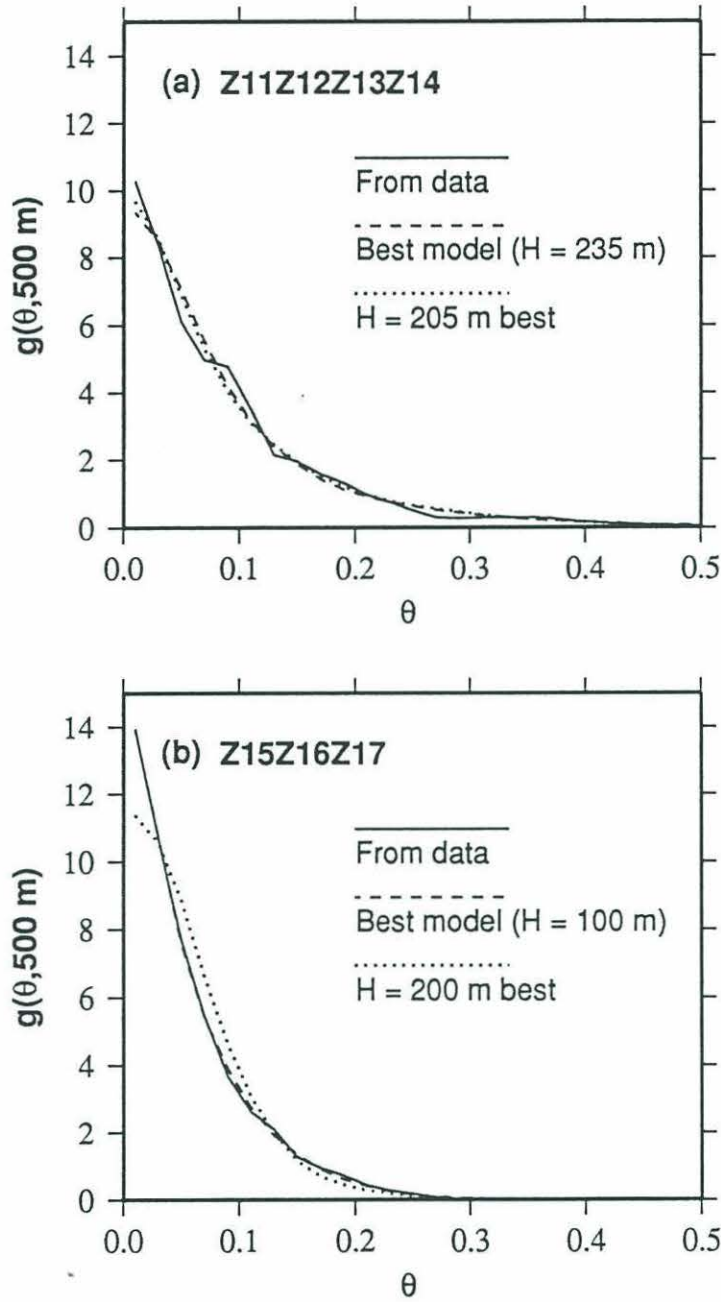 14
12
10
8
6
4
2
0
g(θ,500 m)
(a) Z11Z12Z13Z14
From data
Best model (H = 235 m)
H = 205 m best
0.0 0.1 0.2 0.3 0.4 0.5
θ
14
12
10
8
6
4
2
0
g(θ,500 m)
(b) Z15Z16Z17
From data
Best model (H = 100 m)
H = 200 m best
0.0 0.1 0.2 0.3 0.4 0.5
θ